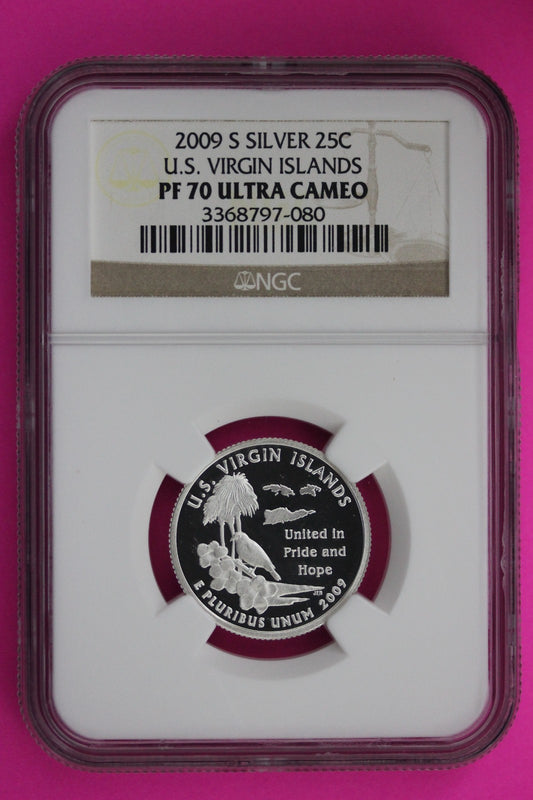 2009 S SILVER 25C
U.S. VIRGIN ISLANDS
PF 70 ULTRA CAMEO
3368797-080
NGC
U.S. VIRGIN ISLANDS
United in
Pride and
Hope
JEB
E PLURIBUS UNUM 2009